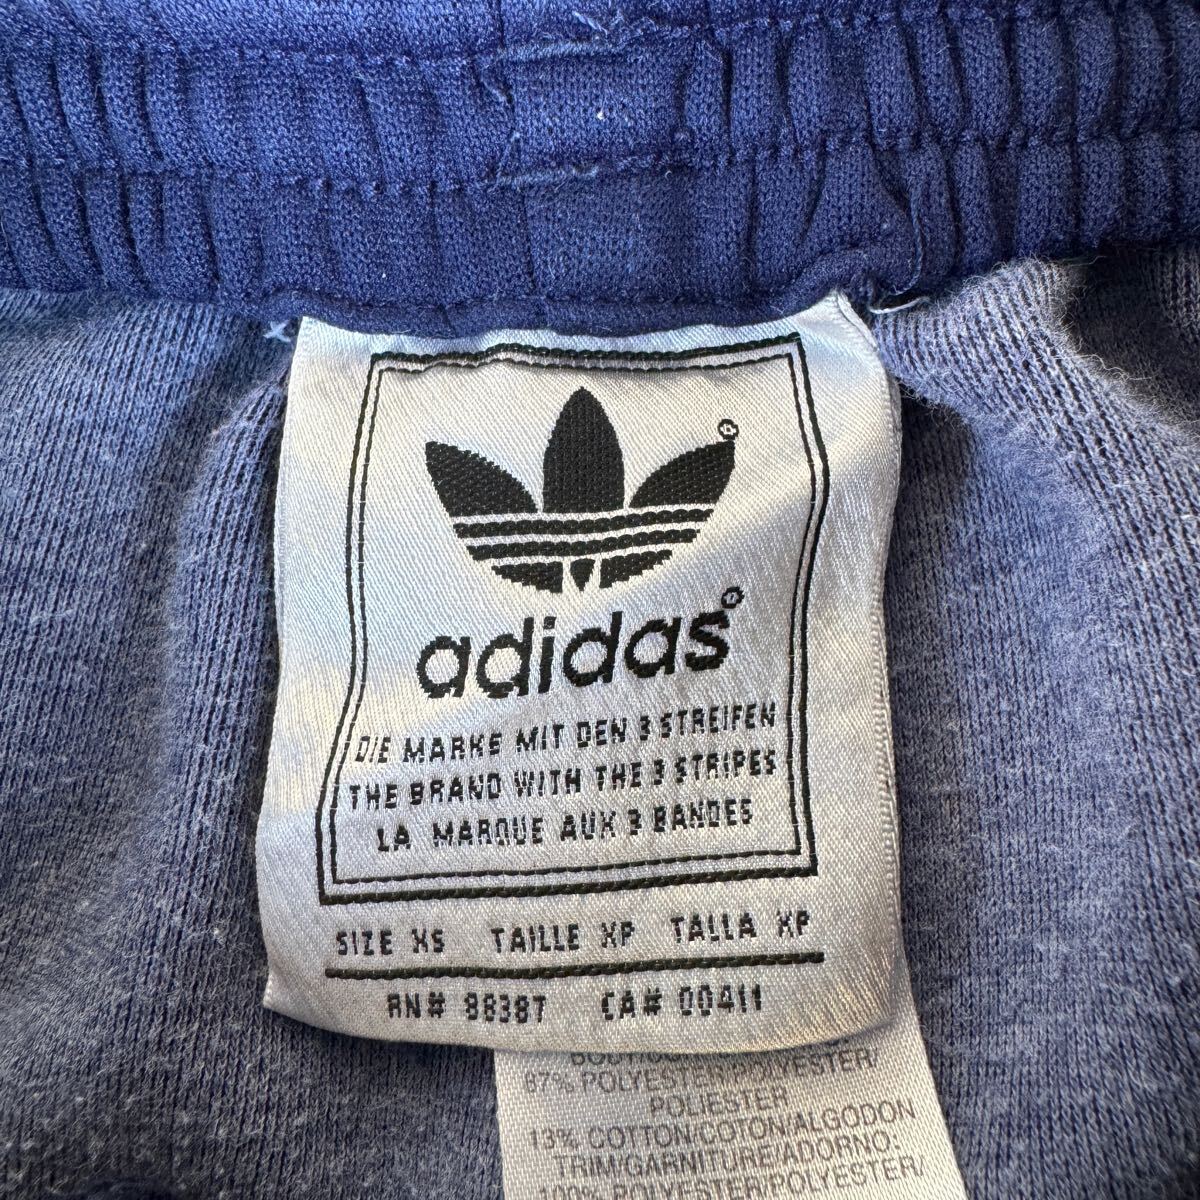 adidas®
DIE MARKE MIT DEN 3 STREIFEN
THE BRAND WITH THE 3 STRIPES
LA MARQUE AUX 3 BANDES
SIZE XS TAILLE XP TALLA XP
RN# 88387 CA# 00411
87% POLYESTER/POLYESTER/
POLIESTER
13% COTTON/COTON/ALGODON
TRIM/GARNITURE/ADORNO:
100% POLYESTER/POLYESTER/